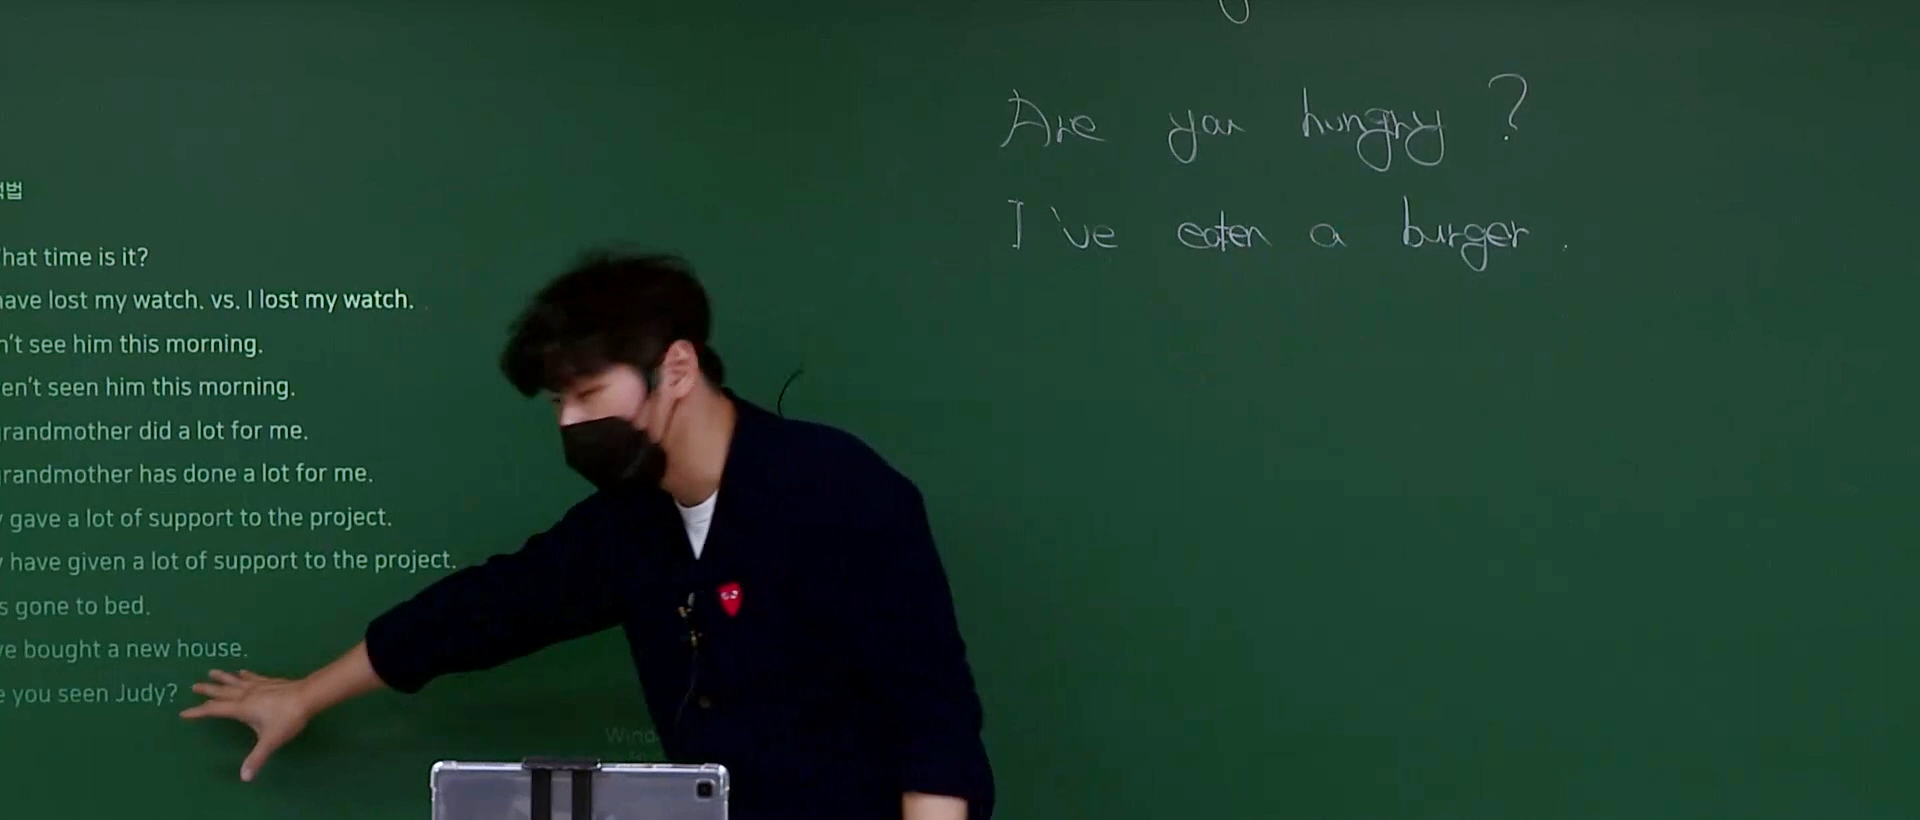 법
hat time is it?
ave lost my watch. vs. I lost my watch.
n't see him this morning.
en't seen him this morning.
randmother did a lot for me.
randmother has done a lot for me.
gave a lot of support to the project.
have given a lot of support to the project.
s gone to bed.
ve bought a new house.
e you seen Judy?
Are you hungry?
I've eaten a burger.